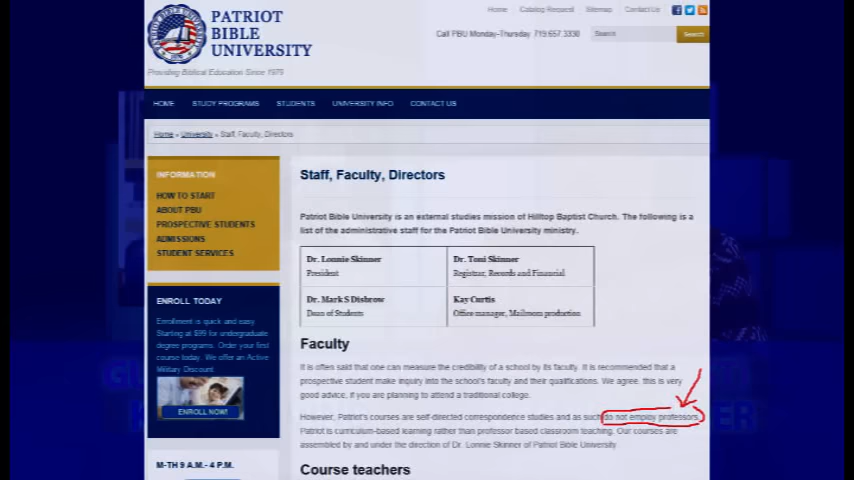 PATRIOT
BIBLE
UNIVERSITY
Providing Biblical Education Since 1979
Home Catalog Request Sitemap Contact Us
Call PBU Monday-Thursday 719.657.3330
Search Search
HOME STUDY PROGRAMS STUDENTS UNIVERSITY INFO CONTACT US
Home » University » Staff, Faculty, Directors
INFORMATION
HOW TO START
ABOUT PBU
PROSPECTIVE STUDENTS
ADMISSIONS
STUDENT SERVICES
ENROLL TODAY
Enrollment is quick and easy.
Starting at $99 for undergraduate
degree programs. Order your first
course today. We offer an Active
Military Discount.
ENROLL NOW!
M-TH 9 A.M.- 4 P.M.
Staff, Faculty, Directors
Patriot Bible University is an external studies mission of Hilltop Baptist Church. The following is a
list of the administrative staff for the Patriot Bible University ministry.
Dr. Lonnie Skinner
President
Dr. Toni Skinner
Registrar, Records and Financial
Dr. Mark S Disbrow
Dean of Students
Kay Curtis
Office manager, Mailroom production
Faculty
It is often said that one can measure the credibility of a school by its faculty. It is recommended that a
prospective student make inquiry into the school's faculty and their qualifications. We agree; this is very
good advice, if you are planning to attend a traditional college.
However, Patriot's courses are self-directed correspondence studies and as such do not employ professors.
Patriot is curriculum-based learning rather than professor based classroom teaching. Our courses are
assembled by and under the direction of Dr. Lonnie Skinner of Patriot Bible University
Course teachers